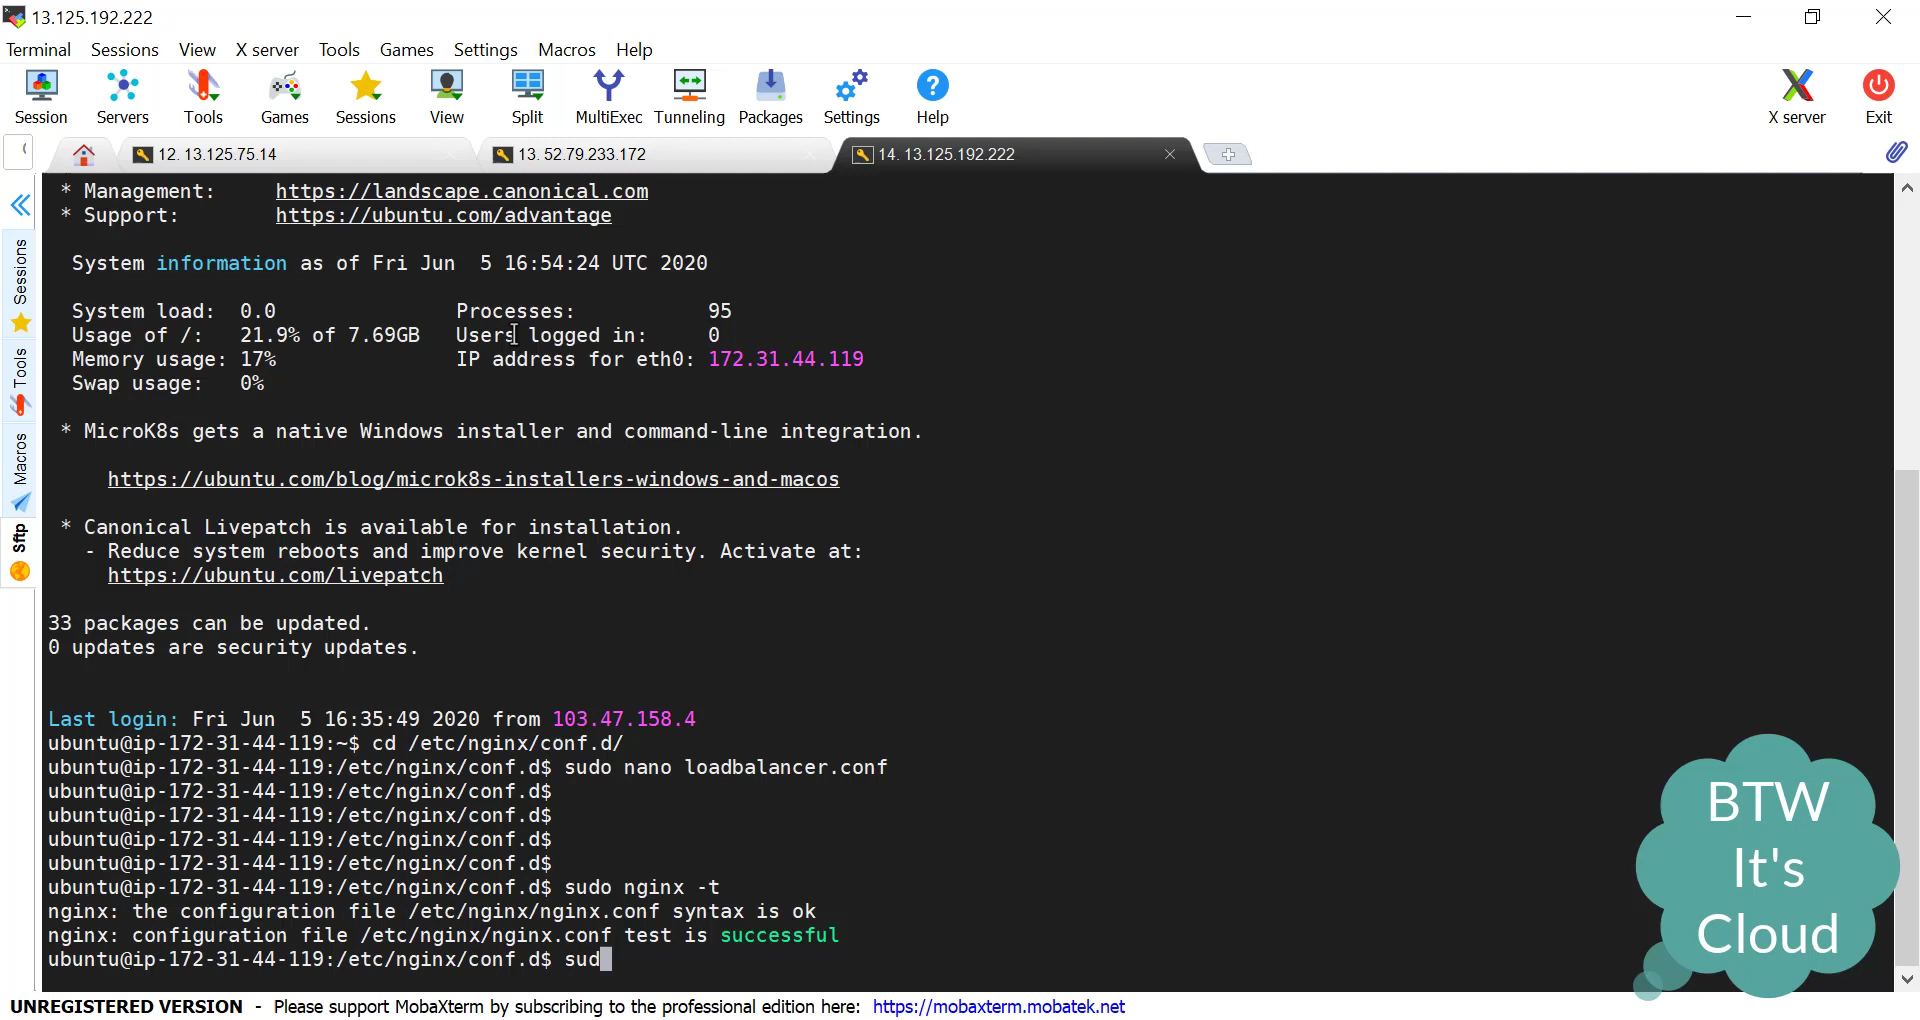 13.125.192.222
Terminal Sessions View X server Tools Games Settings Macros Help
Session Servers Tools Games Sessions View Split MultiExec Tunneling Packages Settings Help X server Exit
12. 13.125.75.14 13. 52.79.233.172 14. 13.125.192.222
Sessions
Tools
Macros
Sftp
* Management: https://landscape.canonical.com
* Support: https://ubuntu.com/advantage
System information as of Fri Jun 5 16:54:24 UTC 2020
System load: 0.0 Processes: 95
Usage of /: 21.9% of 7.69GB Users logged in: 0
Memory usage: 17% IP address for eth0: 172.31.44.119
Swap usage: 0%
* MicroK8s gets a native Windows installer and command-line integration.
https://ubuntu.com/blog/microk8s-installers-windows-and-macos
* Canonical Livepatch is available for installation.
- Reduce system reboots and improve kernel security. Activate at:
https://ubuntu.com/livepatch
33 packages can be updated.
0 updates are security updates.
Last login: Fri Jun 5 16:35:49 2020 from 103.47.158.4
ubuntu@ip-172-31-44-119:~$ cd /etc/nginx/conf.d/
ubuntu@ip-172-31-44-119:/etc/nginx/conf.d$ sudo nano loadbalancer.conf
ubuntu@ip-172-31-44-119:/etc/nginx/conf.d$
ubuntu@ip-172-31-44-119:/etc/nginx/conf.d$
ubuntu@ip-172-31-44-119:/etc/nginx/conf.d$
ubuntu@ip-172-31-44-119:/etc/nginx/conf.d$
ubuntu@ip-172-31-44-119:/etc/nginx/conf.d$ sudo nginx -t
nginx: the configuration file /etc/nginx/nginx.conf syntax is ok
nginx: configuration file /etc/nginx/nginx.conf test is successful
ubuntu@ip-172-31-44-119:/etc/nginx/conf.d$ sud
BTW
It's
Cloud
UNREGISTERED VERSION - Please support MobaXterm by subscribing to the professional edition here: https://mobaxterm.mobatek.net